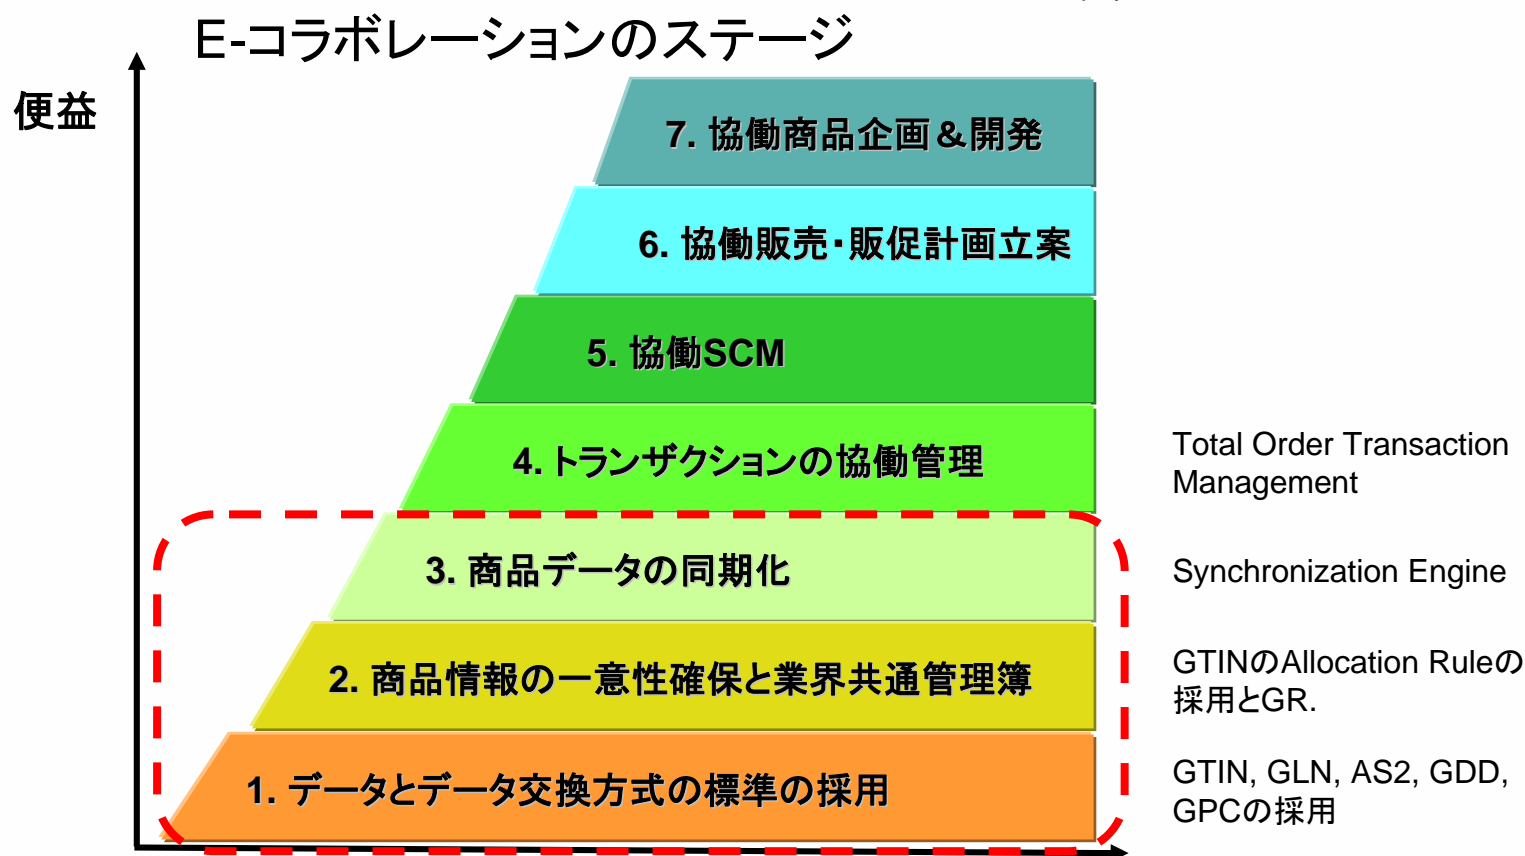 E-コラボレーションのステージ
便益
7. 協働商品企画＆開発
6. 協働販売・販促計画立案
5. 協働SCM
4. トランザクションの協働管理
Total Order Transaction
Management
3. 商品データの同期化
Synchronization Engine
2. 商品情報の一意性確保と業界共通管理簿
GTINのAllocation Ruleの
採用とGR.
1. データとデータ交換方式の標準の採用
GTIN, GLN, AS2, GDD,
GPCの採用